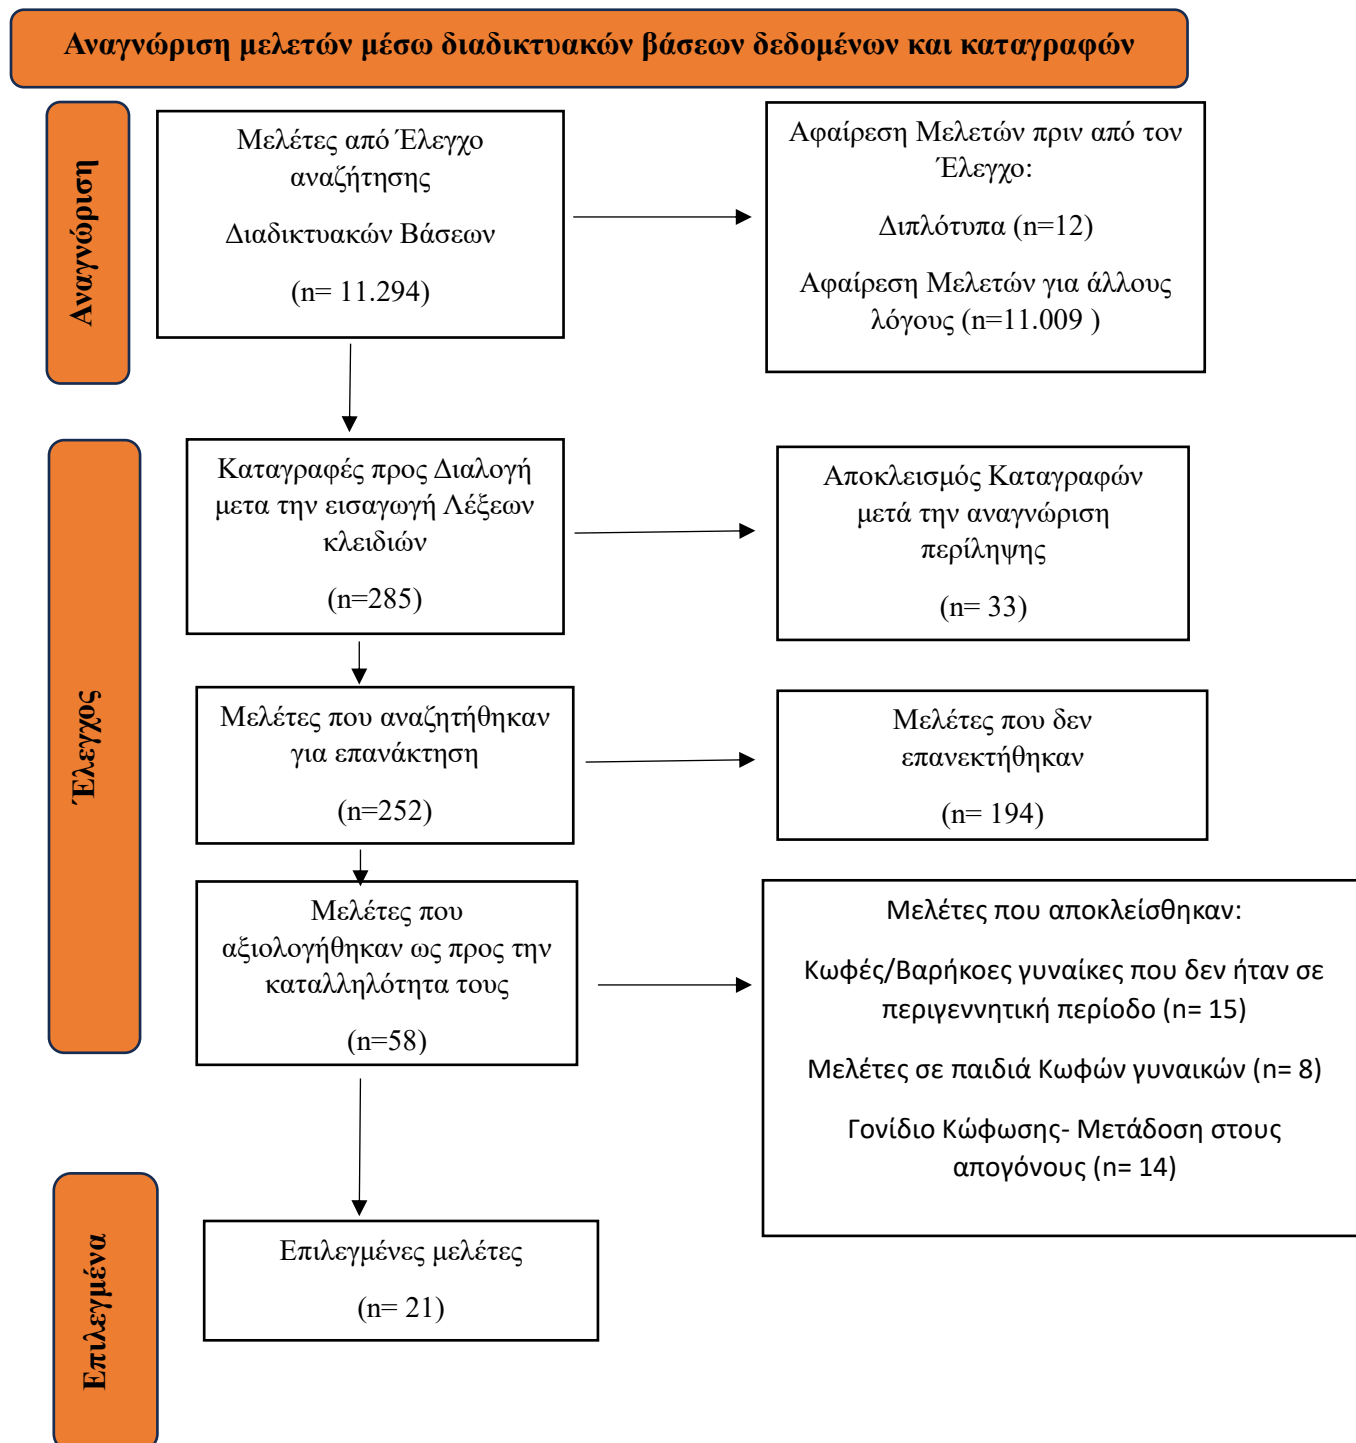 Αναγνώριση μελετών μέσω διαδικτυακών βάσεων δεδομένων και καταγραφών
Αναγνώριση
Μελέτες από Έλεγχο
αναζήτησης
Διαδικτυακών Βάσεων
(n= 11.294)
Αφαίρεση Μελετών πριν από τον
Έλεγχο:
Διπλότυπα (n=12)
Αφαίρεση Μελετών για άλλους
λόγους (n=11.009 )
Έλεγχος
Καταγραφές προς Διαλογή
μετα την εισαγωγή Λέξεων
κλειδιών
(n=285)
Αποκλεισμός Καταγραφών
μετά την αναγνώριση
περίληψης
(n= 33)
Μελέτες που αναζητήθηκαν
για επανάκτηση
(n=252)
Μελέτες που δεν
επανεκτήθηκαν
(n= 194)
Μελέτες που
αξιολογήθηκαν ως προς την
καταλληλότητα τους
(n=58)
Μελέτες που αποκλείσθηκαν:
Κωφές/Βαρήκοες γυναίκες που δεν ήταν σε
περιγεννητική περίοδο (n= 15)
Μελέτες σε παιδιά Κωφών γυναικών (n= 8)
Γονίδιο Κώφωσης- Μετάδοση στους
απογόνους (n= 14)
Επιλεγμένα
Επιλεγμένες μελέτες
(n= 21)